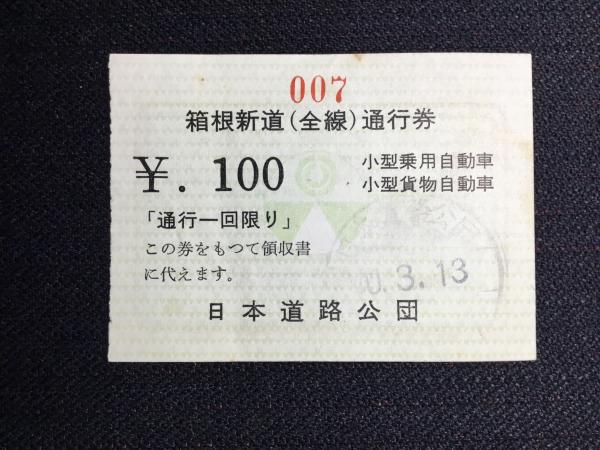 007
箱根新道(全線)通行券
¥. 100
小型乗用自動車
小型貨物自動車
「通行一回限り」
この券をもつて領収書
に代えます。
0.3.13
日本道路公団